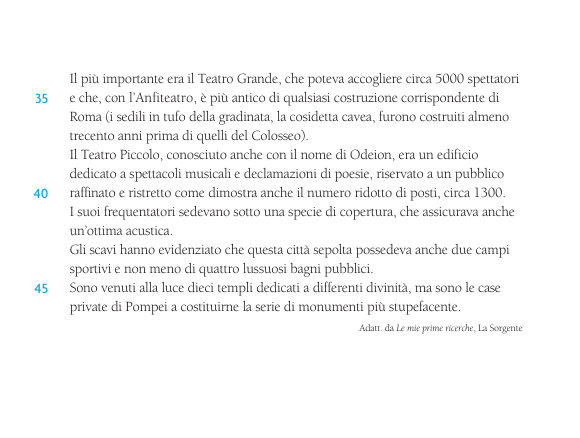 Il più importante era il Teatro Grande, che poteva accogliere circa 5000 spettatori
35 e che, con l'Anfiteatro, è più antico di qualsiasi costruzione corrispondente di
Roma (i sedili in tufo della gradinata, la cosidetta cavea, furono costruiti almeno
trecento anni prima di quelli del Colosseo).
Il Teatro Piccolo, conosciuto anche con il nome di Odeion, era un edificio
dedicato a spettacoli musicali e declamazioni di poesie, riservato a un pubblico
40 raffinato e ristretto come dimostra anche il numero ridotto di posti, circa 1300.
I suoi frequentatori sedevano sotto una specie di copertura, che assicurava anche
un'ottima acustica.
Gli scavi hanno evidenziato che questa città sepolta possedeva anche due campi
sportivi e non meno di quattro lussuosi bagni pubblici.
45 Sono venuti alla luce dieci templi dedicati a differenti divinità, ma sono le case
private di Pompei a costituirne la serie di monumenti più stupefacente.
Adatt. da Le mie prime ricerche, La Sorgente